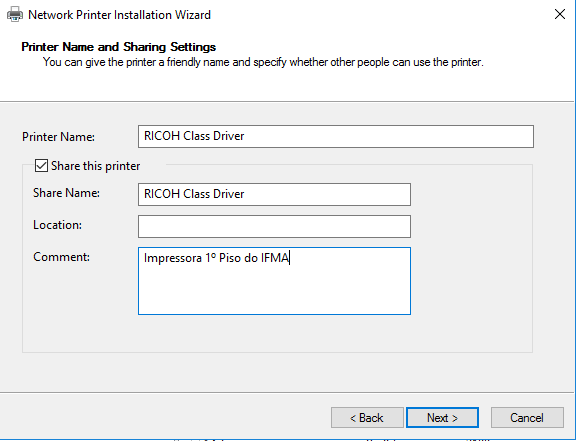 Network Printer Installation Wizard
Printer Name and Sharing Settings
You can give the printer a friendly name and specify whether other people can use the printer.
Printer Name: RICOH Class Driver
Share this printer
Share Name: RICOH Class Driver
Location:
Comment: Impressora 1º Piso do IFMA
< Back Next > Cancel